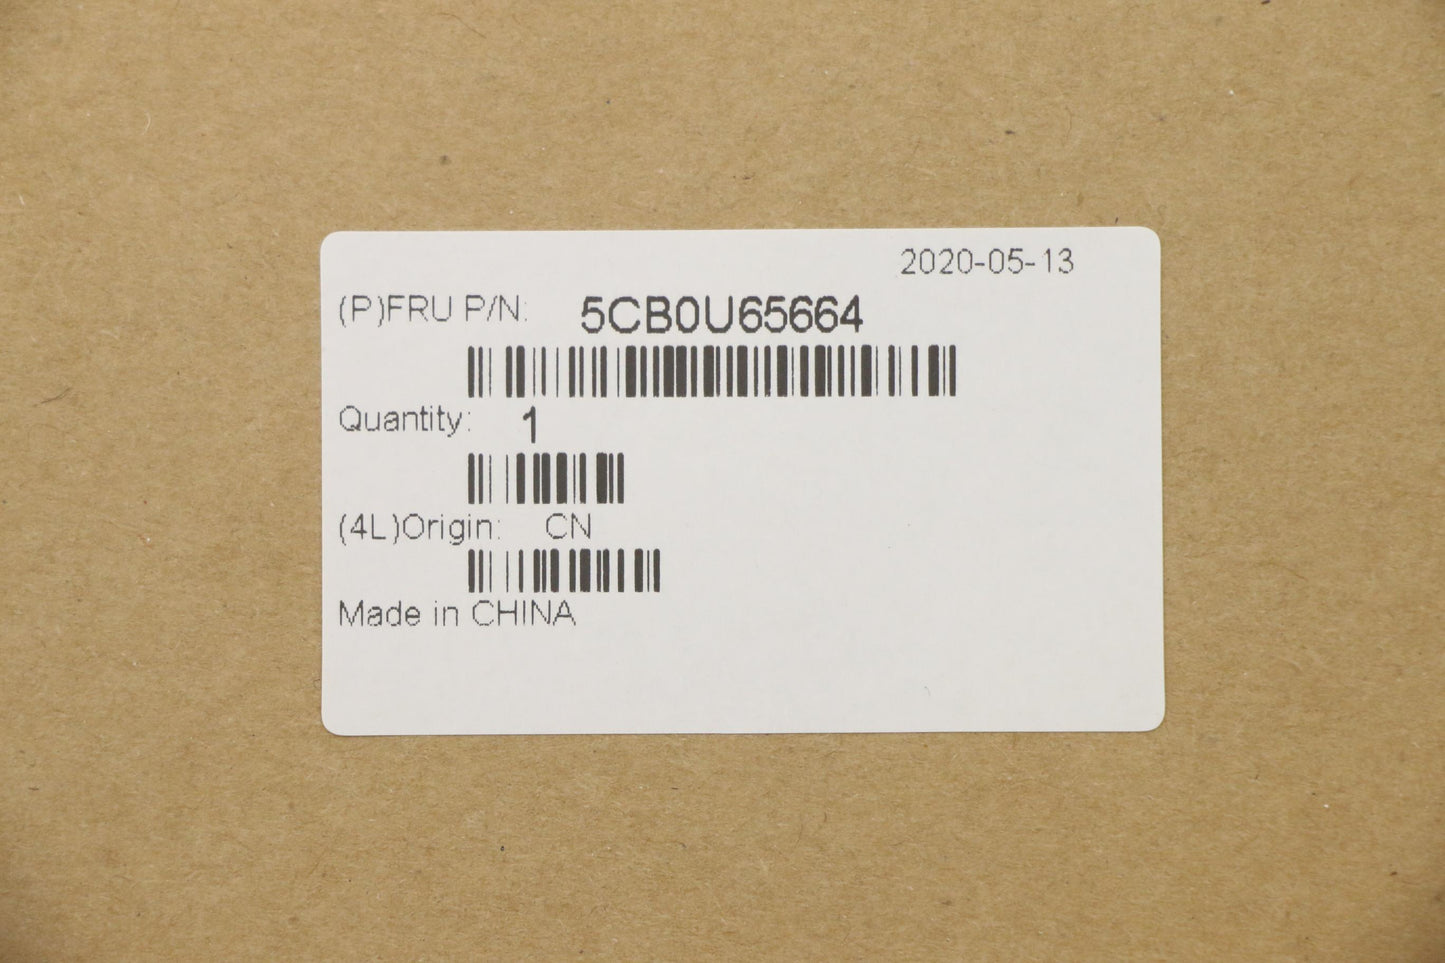 2020-05-13
(P)FRU P/N: 5CB0U65664
Quantity: 1
(4L)Origin: CN
Made in CHINA